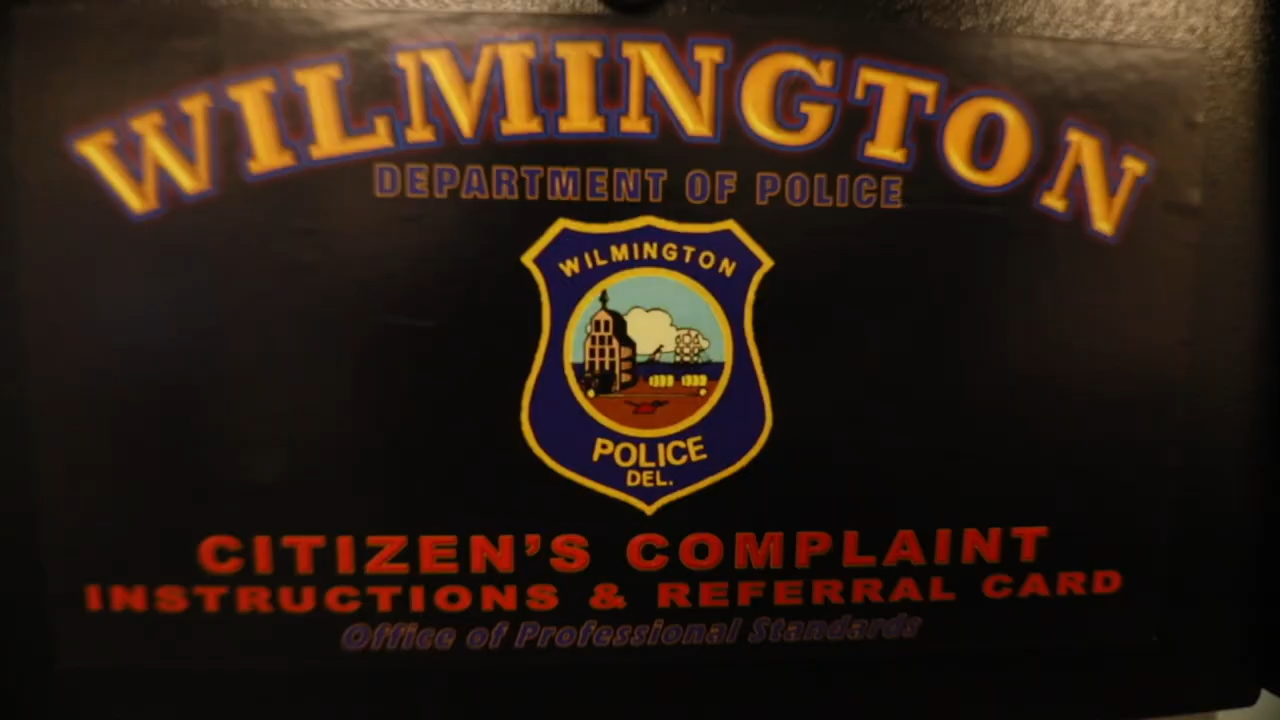 WILMINGTON
DEPARTMENT OF POLICE
WILMINGTON
POLICE
DEL.
CITIZEN'S COMPLAINT
INSTRUCTIONS & REFERRAL CARD
Office of Professional Standards